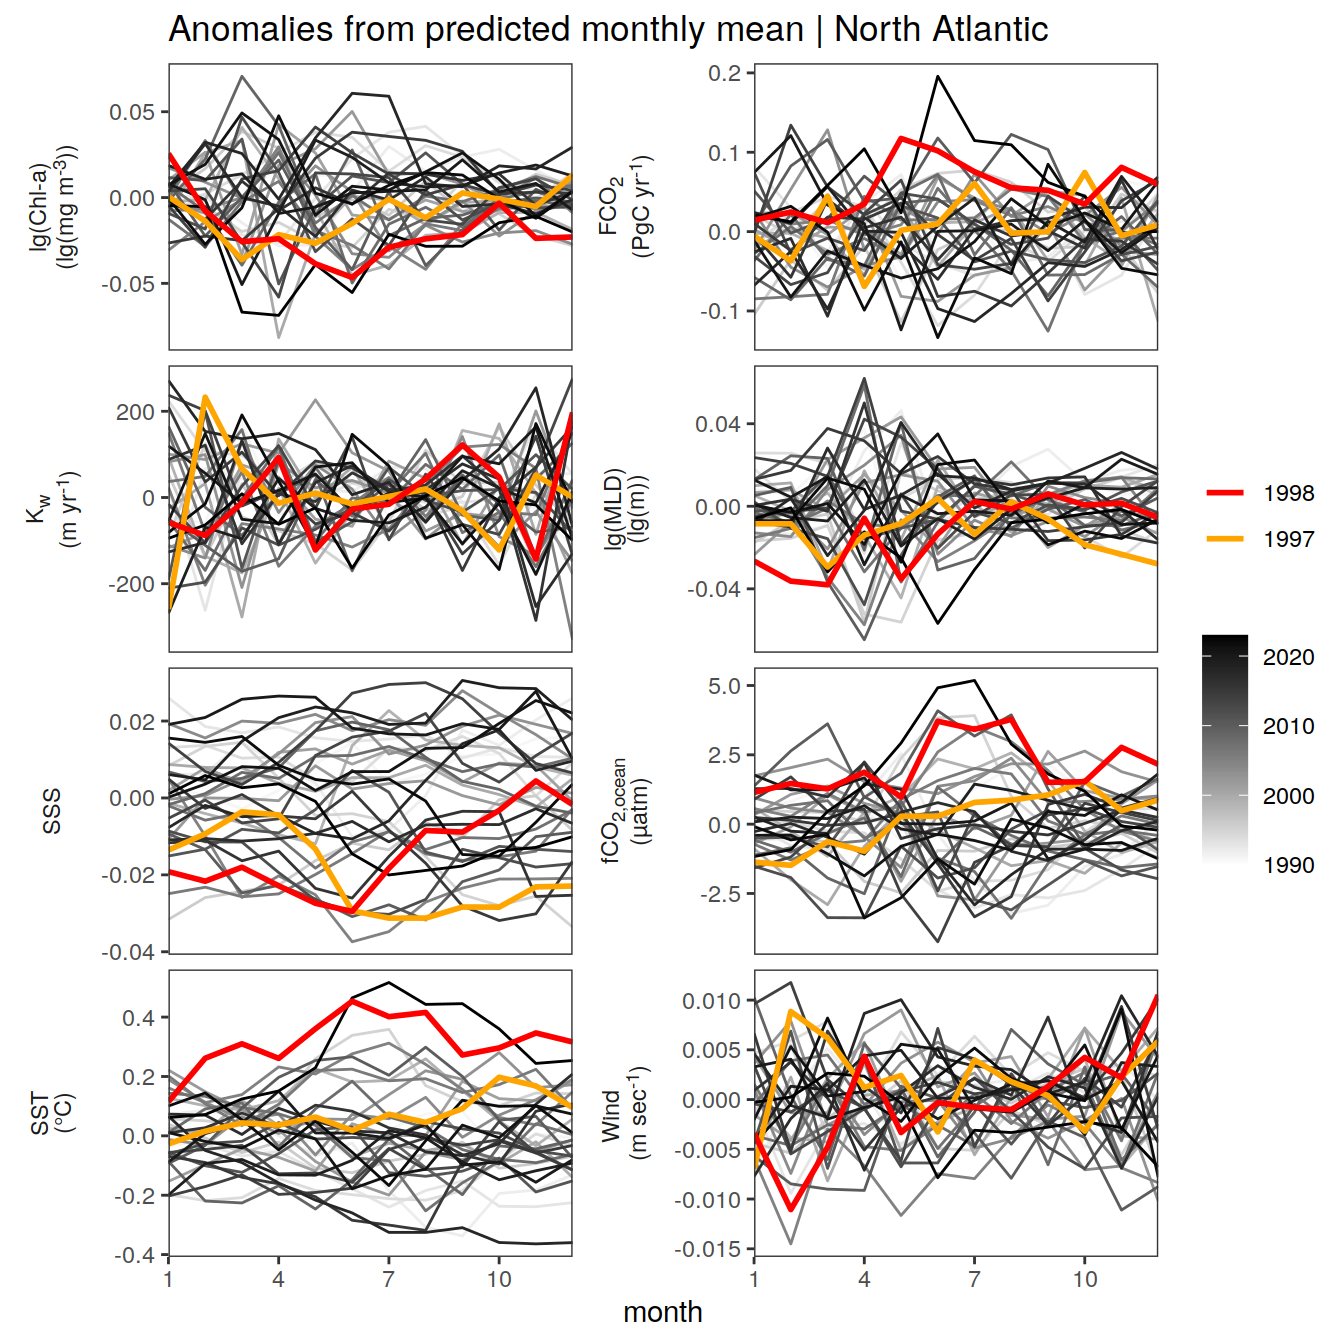 Anomalies from predicted monthly mean | North Atlantic
lg(Chl-a)
(lg(mg m⁻³))
0.05
0.00
-0.05
FCO₂
(PgC yr⁻¹)
0.2
0.1
0.0
-0.1
K_w
(m yr⁻¹)
200
0
-200
lg(MLD)
(lg(m))
0.04
0.00
-0.04
SSS
0.02
0.00
-0.02
-0.04
fCO₂,ocean
(µatm)
5.0
2.5
0.0
-2.5
SST
(°C)
0.4
0.2
0.0
-0.2
-0.4
1 4 7 10
Wind
(m sec⁻¹)
0.010
0.005
0.000
-0.005
-0.010
-0.015
1 4 7 10
month
1998
1997
2020
2010
2000
1990